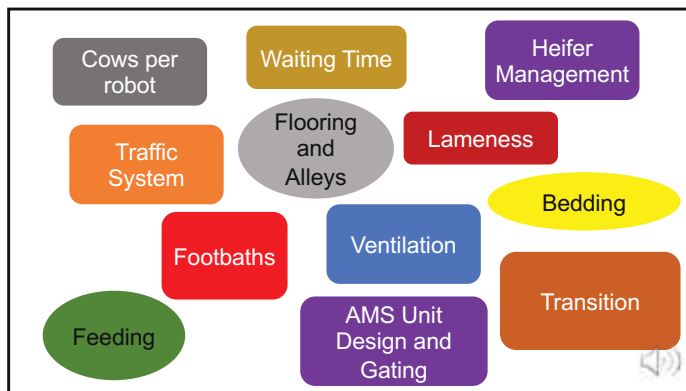 Cows per
robot
Waiting Time
Heifer
Management
Traffic
System
Flooring
and
Alleys
Lameness
Bedding
Footbaths
Ventilation
Transition
Feeding
AMS Unit
Design and
Gating